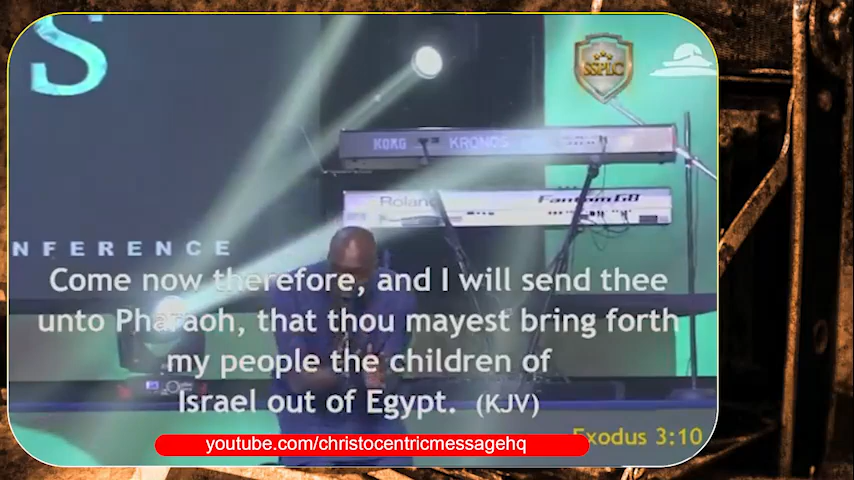 S
SSPLC
KORG KRONOS
Roland Fantom G8
NFERENCE
Come now therefore, and I will send thee
unto Pharaoh, that thou mayest bring forth
my people the children of
Israel out of Egypt. (KJV)
youtube.com/christocentricmessagehq
Exodus 3:10